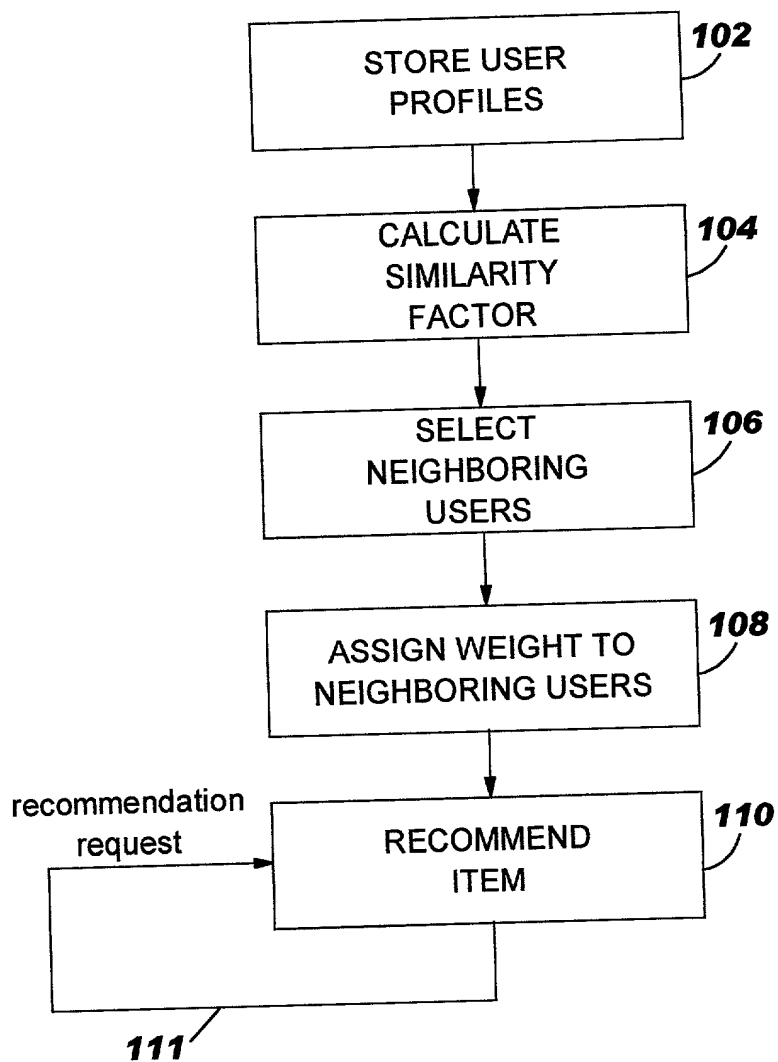 102
STORE USER
PROFILES
104
CALCULATE
SIMILARITY
FACTOR
106
SELECT
NEIGHBORING
USERS
108
ASSIGN WEIGHT TO
NEIGHBORING USERS
recommendation
request
110
RECOMMEND
ITEM
111